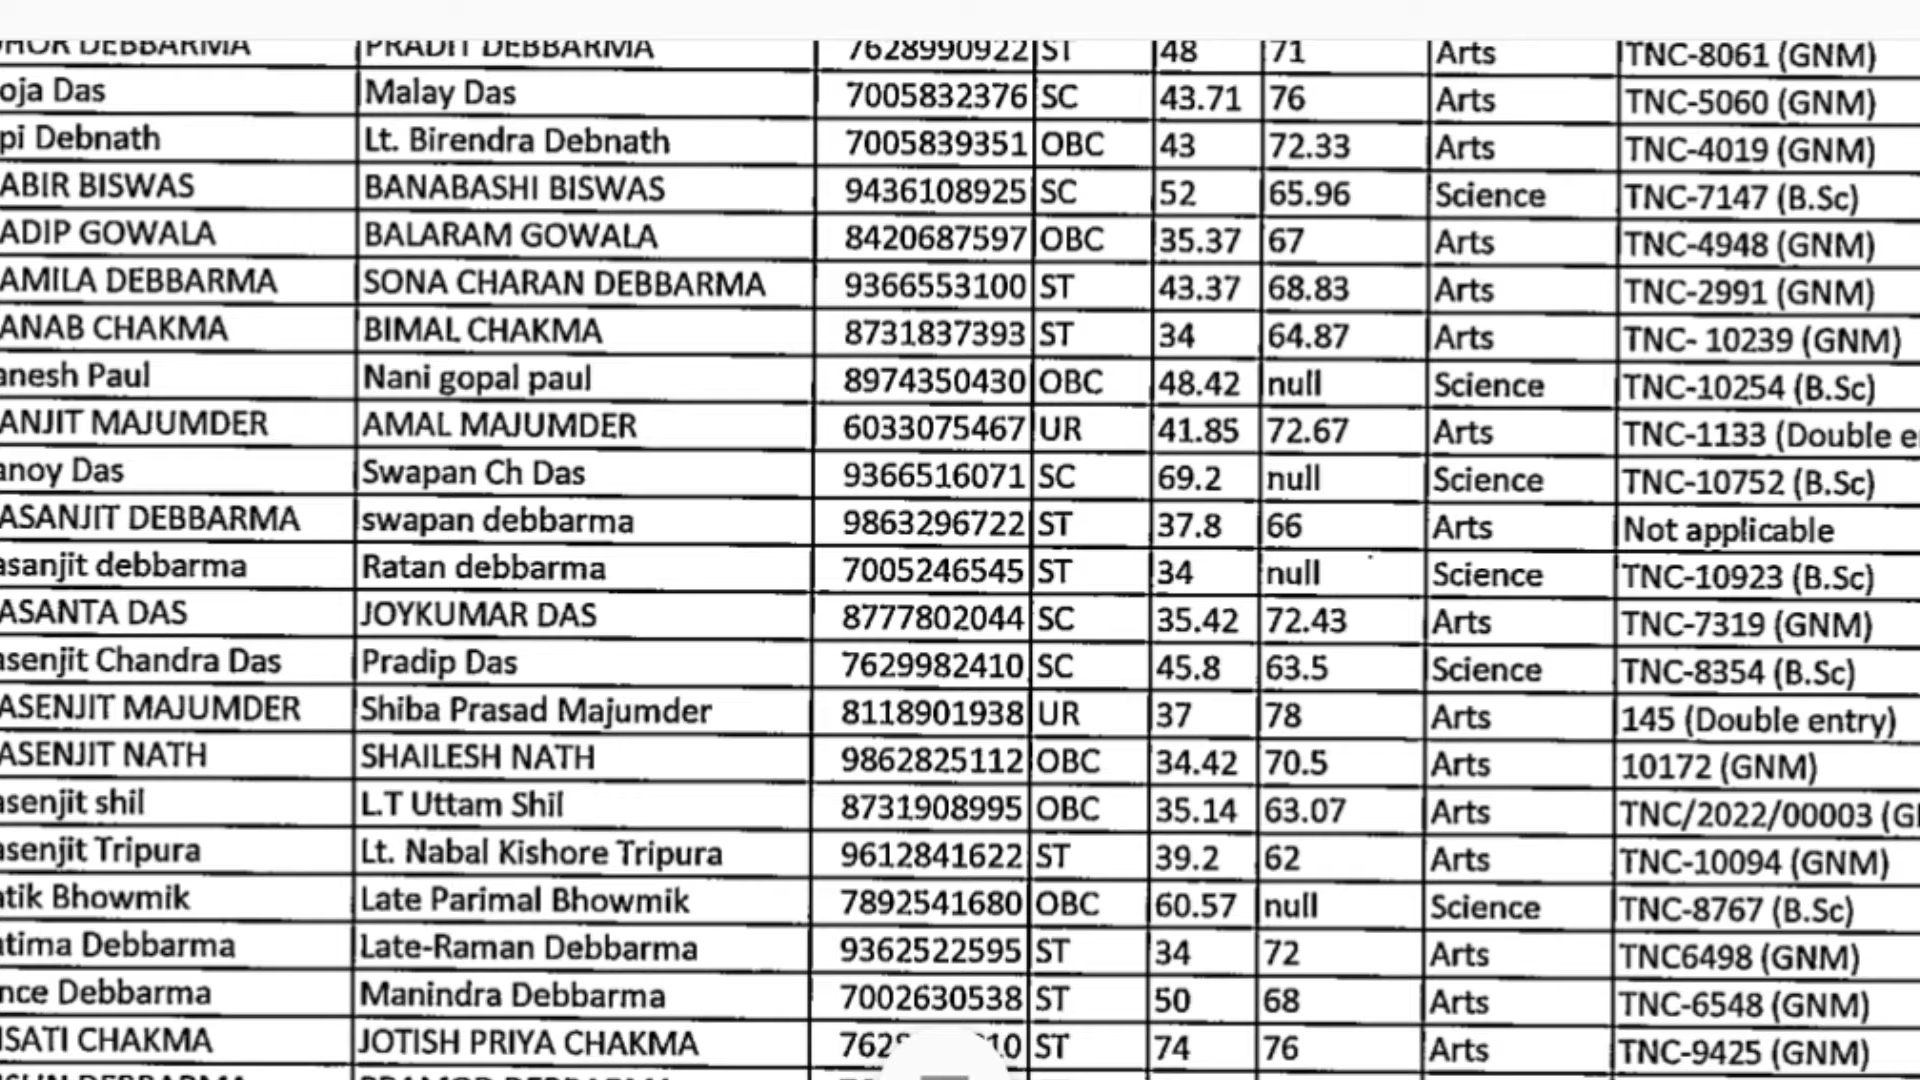 PRADIT DEBBARMA 7628990922 ST 48 71 Arts TNC-8061 (GNM)
oja Das Malay Das 7005832376 SC 43.71 76 Arts TNC-5060 (GNM)
pi Debnath Lt. Birendra Debnath 7005839351 OBC 43 72.33 Arts TNC-4019 (GNM)
ABIR BISWAS BANABASHI BISWAS 9436108925 SC 52 65.96 Science TNC-7147 (B.Sc)
ADIP GOWALA BALARAM GOWALA 8420687597 OBC 35.37 67 Arts TNC-4948 (GNM)
AMILA DEBBARMA SONA CHARAN DEBBARMA 9366553100 ST 43.37 68.83 Arts TNC-2991 (GNM)
ANAB CHAKMA BIMAL CHAKMA 8731837393 ST 34 64.87 Arts TNC- 10239 (GNM)
anesh Paul Nani gopal paul 8974350430 OBC 48.42 null Science TNC-10254 (B.Sc)
ANJIT MAJUMDER AMAL MAJUMDER 6033075467 UR 41.85 72.67 Arts TNC-1133 (Double e
anoy Das Swapan Ch Das 9366516071 SC 69.2 null Science TNC-10752 (B.Sc)
ASANJIT DEBBARMA swapan debbarma 9863296722 ST 37.8 66 Arts Not applicable
asanjit debbarma Ratan debbarma 7005246545 ST 34 null Science TNC-10923 (B.Sc)
ASANTA DAS JOYKUMAR DAS 8777802044 SC 35.42 72.43 Arts TNC-7319 (GNM)
asenjit Chandra Das Pradip Das 7629982410 SC 45.8 63.5 Science TNC-8354 (B.Sc)
ASENJIT MAJUMDER Shiba Prasad Majumder 8118901938 UR 37 78 Arts 145 (Double entry)
ASENJIT NATH SHAILESH NATH 9862825112 OBC 34.42 70.5 Arts 10172 (GNM)
asenjit shil L.T Uttam Shil 8731908995 OBC 35.14 63.07 Arts TNC/2022/00003 (G
asenjit Tripura Lt. Nabal Kishore Tripura 9612841622 ST 39.2 62 Arts TNC-10094 (GNM)
atik Bhowmik Late Parimal Bhowmik 7892541680 OBC 60.57 null Science TNC-8767 (B.Sc)
atima Debbarma Late-Raman Debbarma 9362522595 ST 34 72 Arts TNC6498 (GNM)
nce Debbarma Manindra Debbarma 7002630538 ST 50 68 Arts TNC-6548 (GNM)
ISATI CHAKMA JOTISH PRIYA CHAKMA ST 74 76 Arts TNC-9425 (GNM)